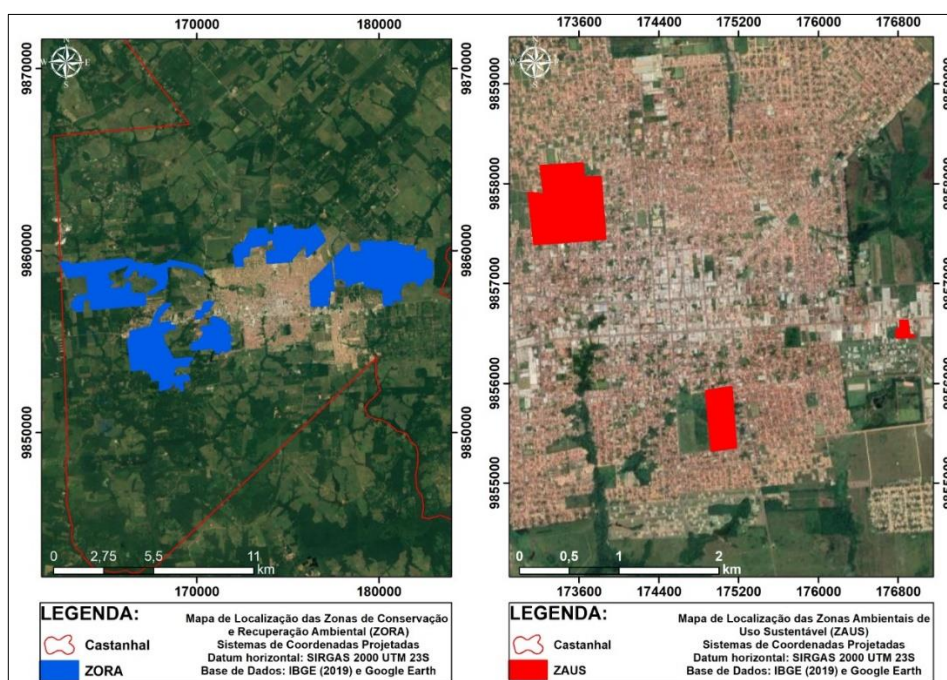 170000
180000
N
W
E
S
9870000
9870000
9860000
9860000
9850000
9850000
0
2,75
5,5
11
km
170000
180000
LEGENDA:
Castanhal
ZORA
Mapa de Localização das Zonas de Conservação
e Recuperação Ambiental (ZORA)
Sistemas de Coordenadas Projetadas
Datum horizontal: SIRGAS 2000 UTM 23S
Base de Dados: IBGE (2019) e Google Earth
173600
174400
175200
176000
176800
N
W
E
S
9859000
9859000
9858000
9858000
9857000
9857000
9856000
9856000
9855000
9855000
0
0,5
1
2
km
173600
174400
175200
176000
176800
LEGENDA:
Castanhal
ZAUS
Mapa de Localização das Zonas Ambientais de
Uso Sustentável (ZAUS)
Sistemas de Coordenadas Projetadas
Datum horizontal: SIRGAS 2000 UTM 23S
Base de Dados: IBGE (2019) e Google Earth